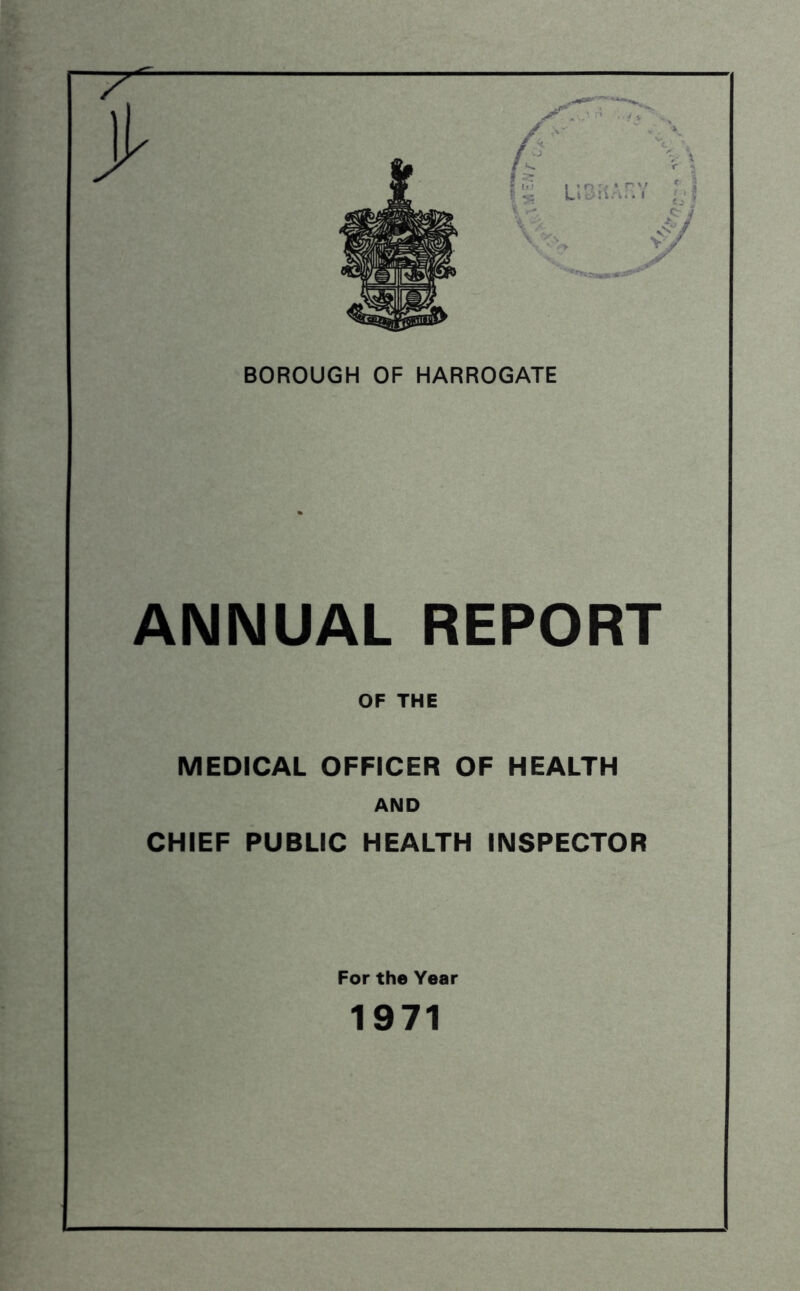 LIBRARY
BOROUGH OF HARROGATE
ANNUAL REPORT
OF THE
MEDICAL OFFICER OF HEALTH
AND
CHIEF PUBLIC HEALTH INSPECTOR
For the Year
1971